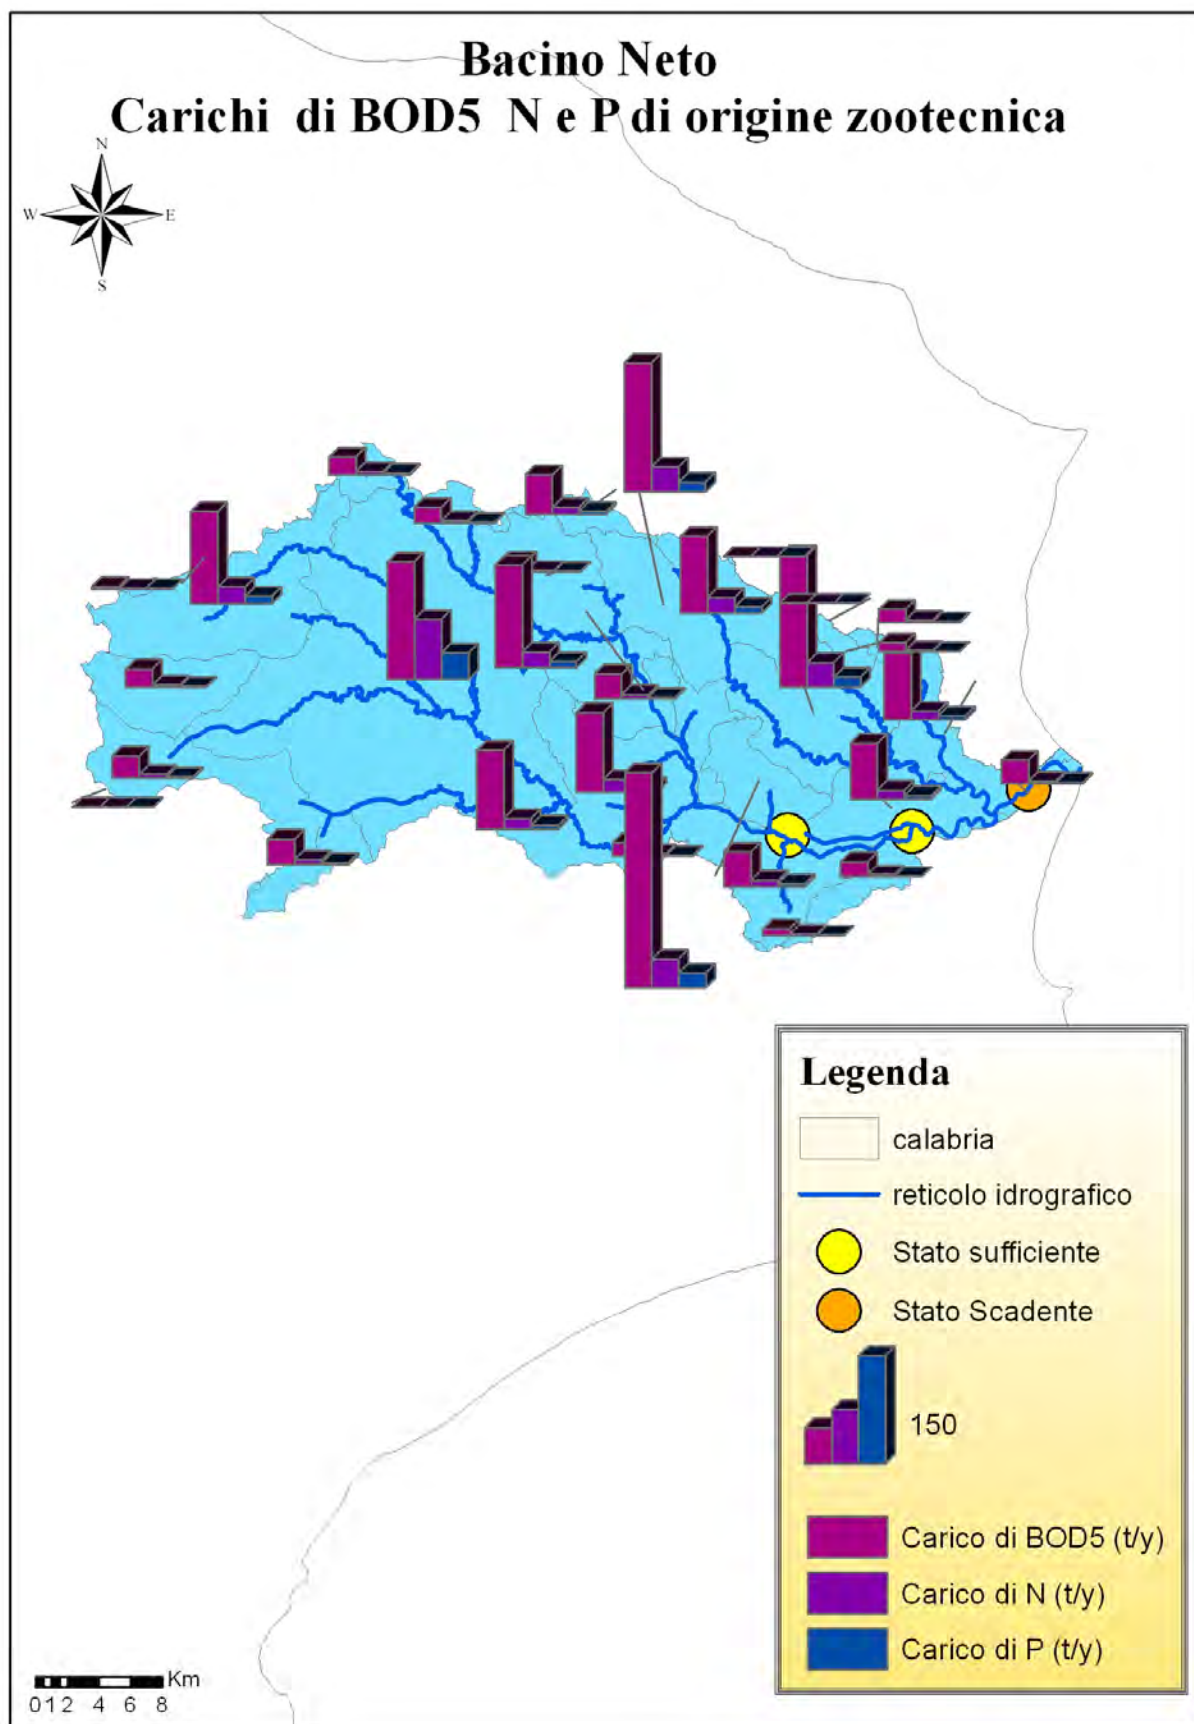 Bacino Neto
Carichi di BOD5 N e P di origine zootecnica
N
W E
S
Legenda
calabria
reticolo idrografico
Stato sufficiente
Stato Scadente
150
Carico di BOD5 (t/y)
Carico di N (t/y)
Carico di P (t/y)
Km
0 1 2 4 6 8